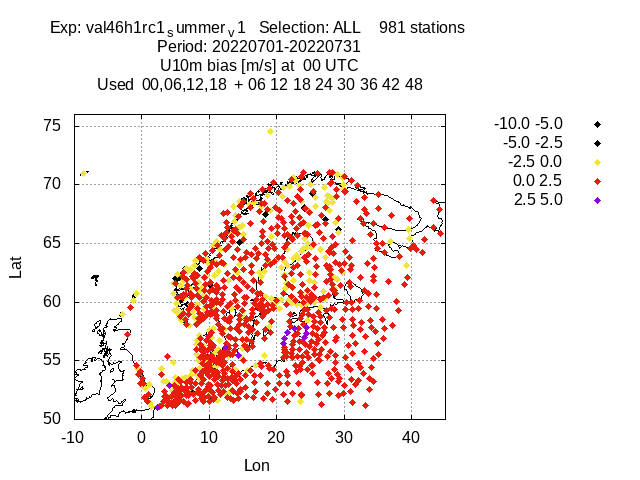 Exp: val46h1rc1summerv1 Selection: ALL 981 stations
Period: 20220701-20220731
U10m bias [m/s] at 00 UTC
Used 00,06,12,18 + 06 12 18 24 30 36 42 48
-10.0 -5.0
-5.0 -2.5
-2.5 0.0
0.0 2.5
2.5 5.0
Lat
75
70
65
60
55
50
-10 0 10 20 30 40
Lon